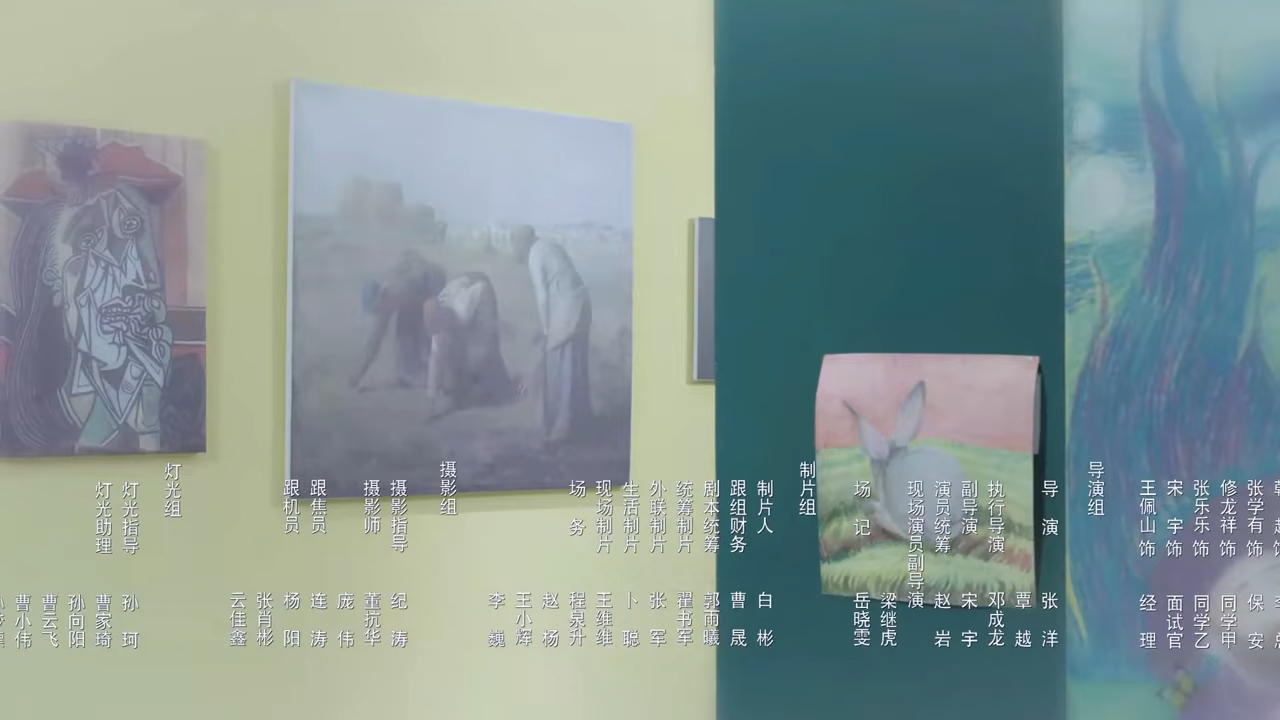 张学有 饰 保安
修龙祥 饰 同学甲
张乐乐 饰 同学乙
宋宇 饰 面试官
王佩山 饰 经理
导演组
导演 张洋
覃越
执行导演 邓成龙
副导演 宋宇
演员统筹 赵岩
现场演员副导演
梁继虎
场记 岳晓雯
制片组
制片人 白彬
跟组财务 曹晟
剧本统筹 郭雨曦
统筹制片 翟书军
外联制片 张军
生活制片 卜聪
现场制片 王维维
场务 程泉升
赵杨
王小辉
李巍
摄影组
摄影指导 纪涛
摄影师 董抗华
庞伟
跟焦员 连涛
跟机员 杨阳
张肖彬
云佳鑫
灯光组
灯光指导 孙珂
灯光助理 曹家琦
孙向阳
曹云飞
曹小伟